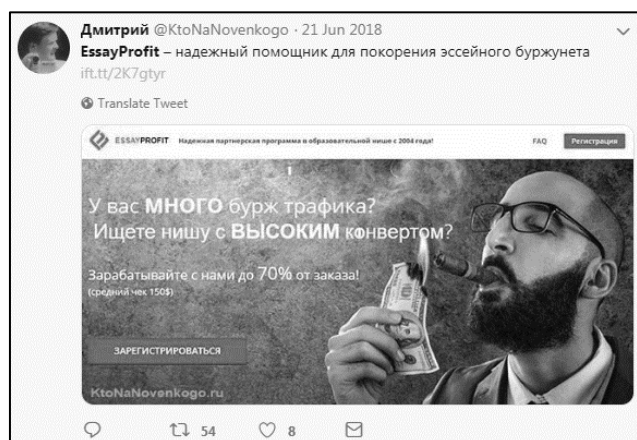 Дмитрий @KtoNaNovenkogo · 21 Jun 2018
EssayProfit – надежный помощник для покорения эссейного буржунета
ift.tt/2K7gtyr
Translate Tweet
ESSAYPROFIT Надежная партнерская программа в образовательной нише с 2004 года! FAQ Регистрация
У вас МНОГО бурж трафика?
Ищете нишу с ВЫСОКИМ конвертом?
Зарабатывайте с нами до 70% от заказа!
(средний чек 150$)
ЗАРЕГИСТРИРОВАТЬСЯ
KtoNaNovenkogo.ru
54 8